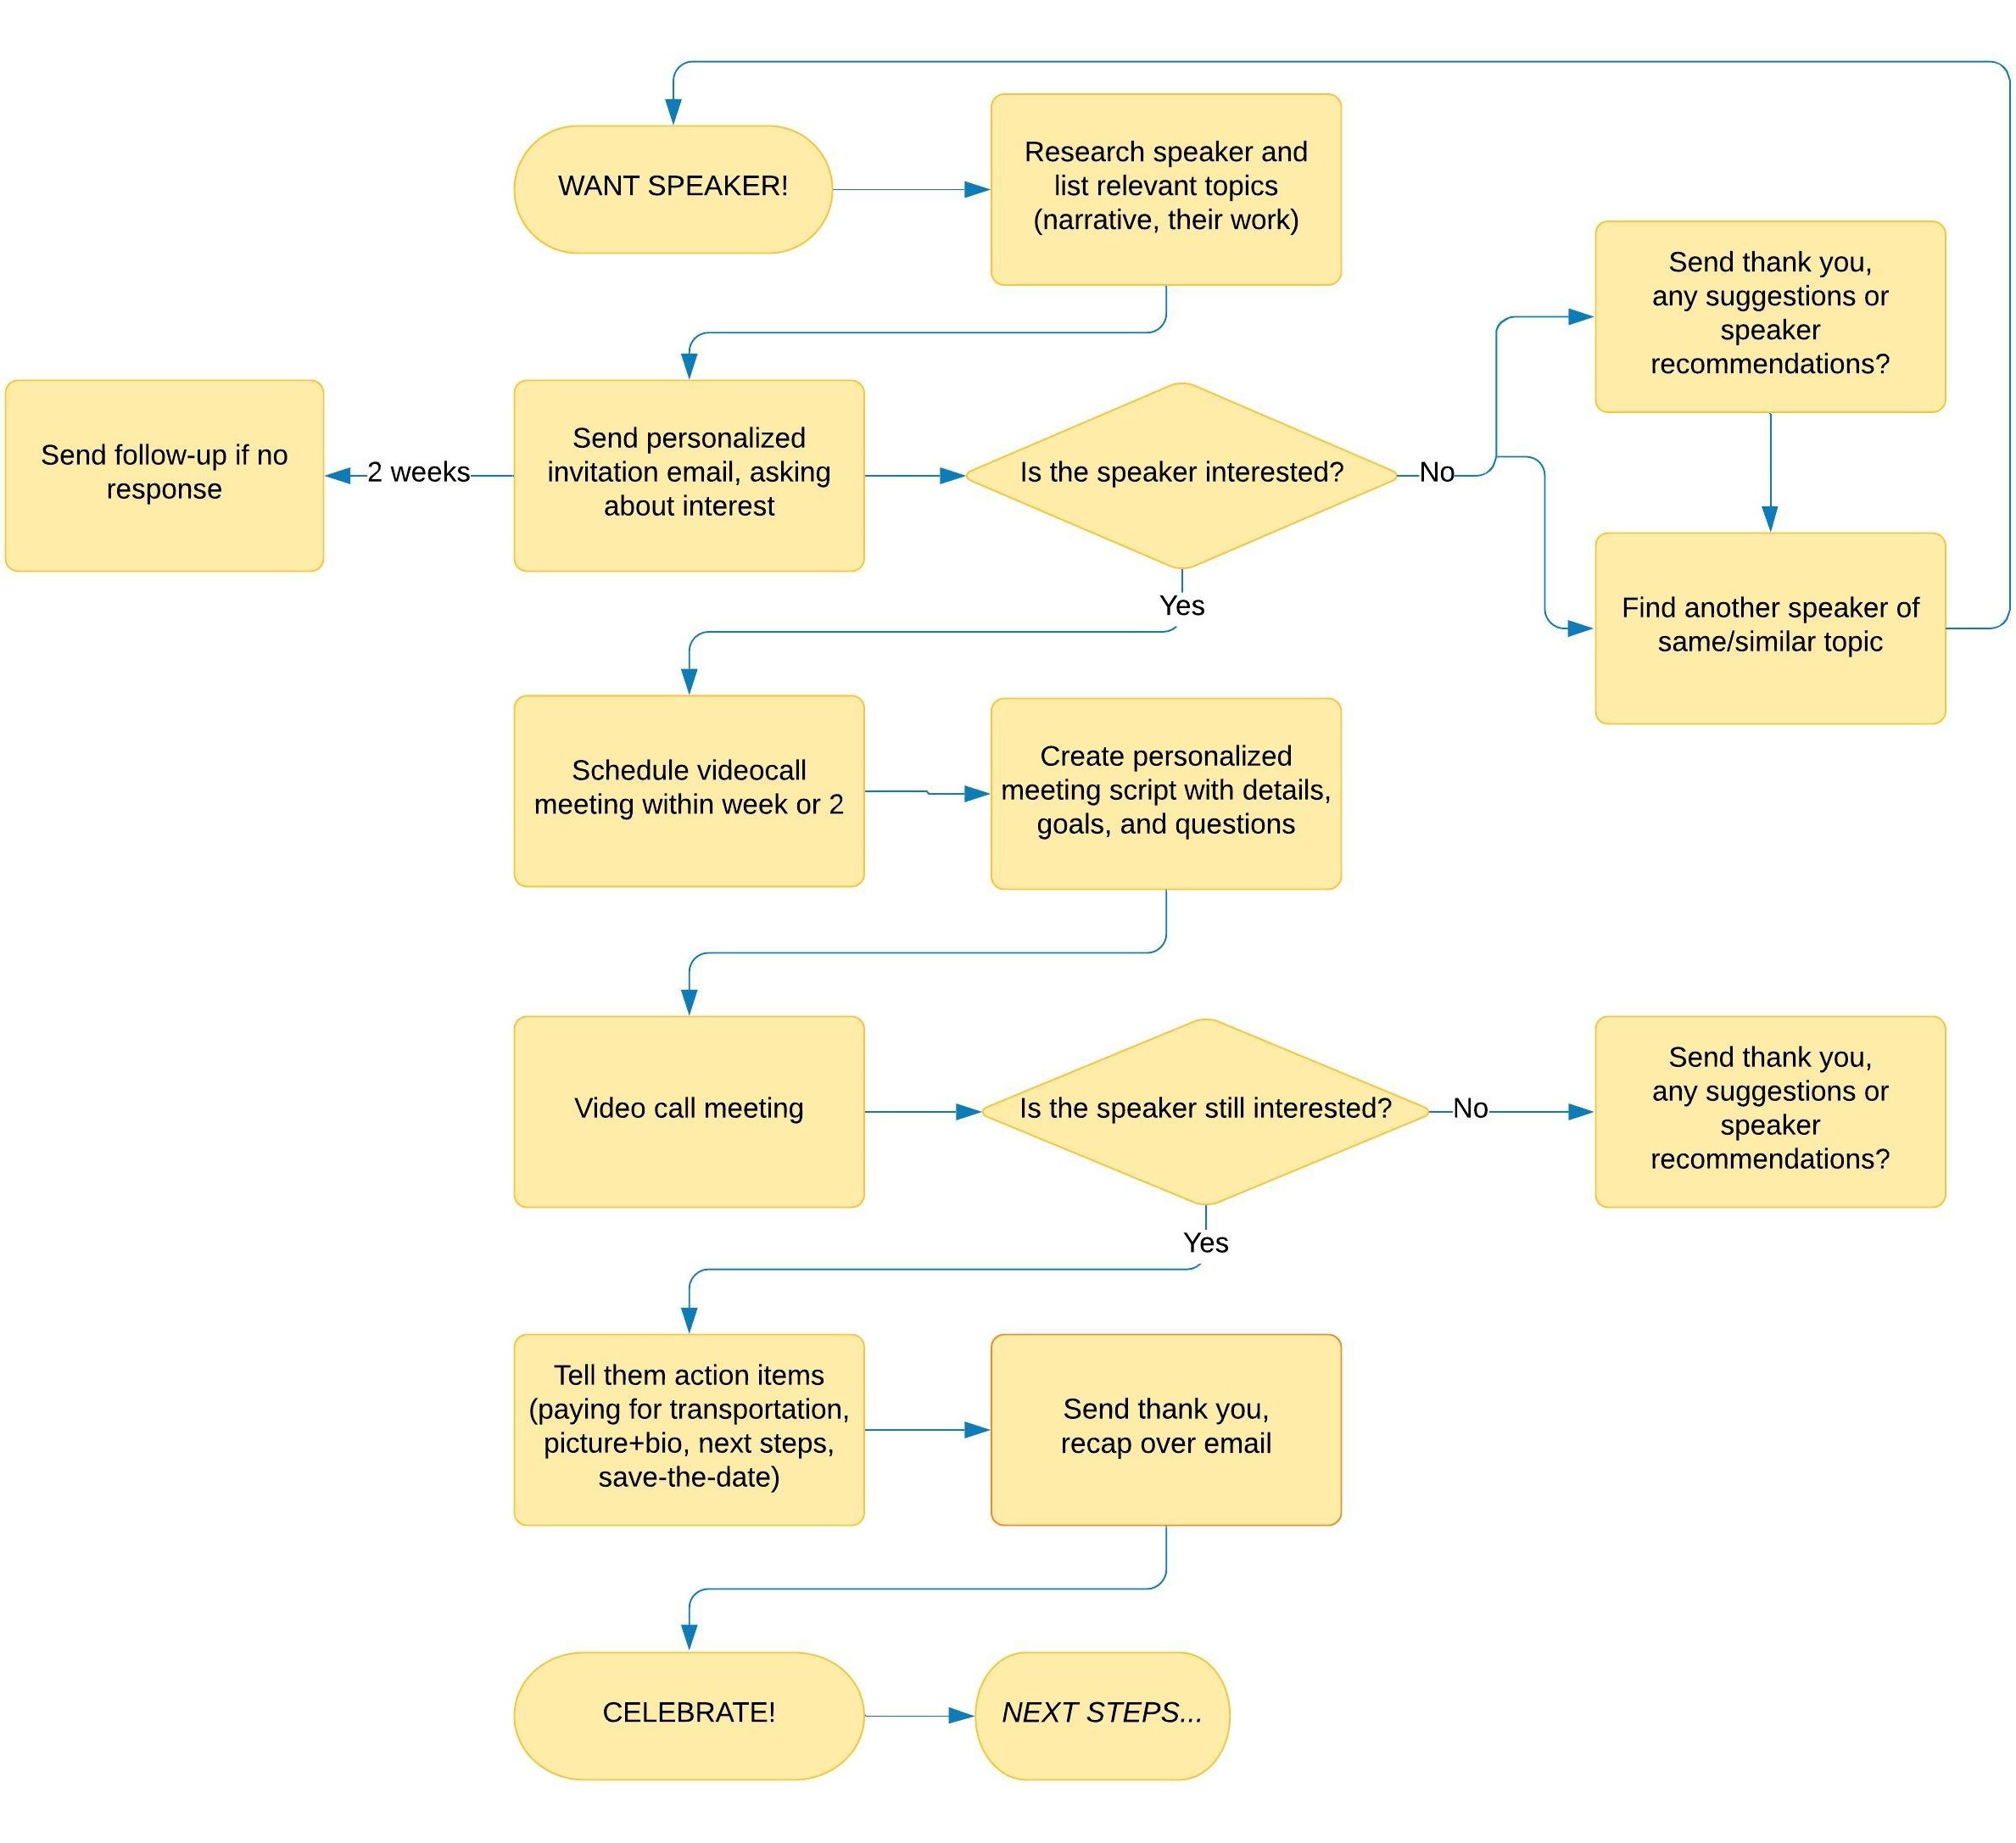 WANT SPEAKER!
Research speaker and
list relevant topics
(narrative, their work)
Send thank you,
any suggestions or
speaker
recommendations?
Send follow-up if no
response
2 weeks
Send personalized
invitation email, asking
about interest
Is the speaker interested?
No
Yes
Find another speaker of
same/similar topic
Schedule videocall
meeting within week or 2
Create personalized
meeting script with details,
goals, and questions
Video call meeting
Is the speaker still interested?
No
Send thank you,
any suggestions or
speaker
recommendations?
Yes
Tell them action items
(paying for transportation,
picture+bio, next steps,
save-the-date)
Send thank you,
recap over email
CELEBRATE!
NEXT STEPS...